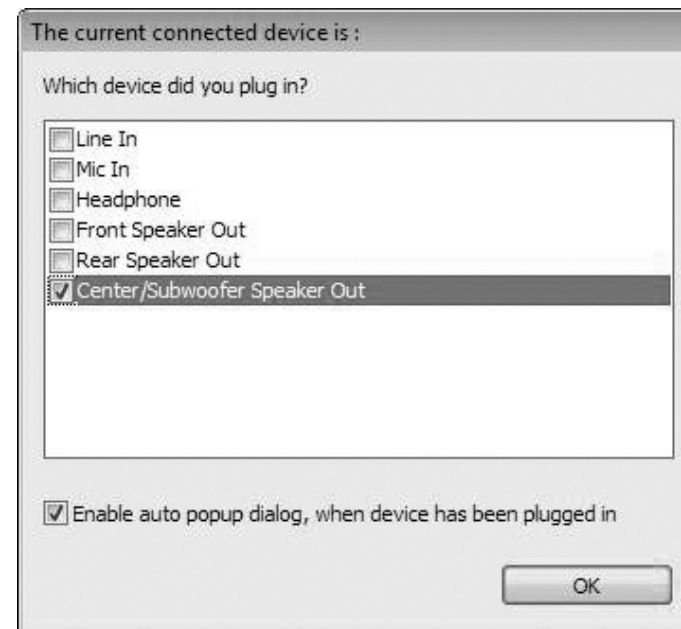 The current connected device is :
Which device did you plug in?
Line In
Mic In
Headphone
Front Speaker Out
Rear Speaker Out
Center/Subwoofer Speaker Out
Enable auto popup dialog, when device has been plugged in
OK